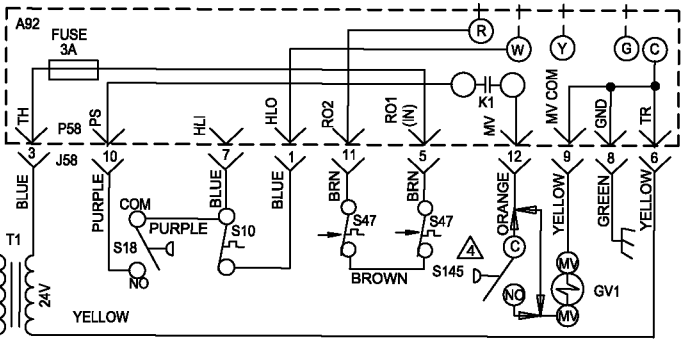 A92
FUSE
3A
R
W
Y
G
C
K1
TH
P58
PS
HLI
HLO
RO2
RO1
(IN)
MV
MV COM
GND
TR
3
J58
10
7
1
11
5
12
9
8
6
BLUE
PURPLE
BLUE
BLUE
BRN
BRN
ORANGE
YELLOW
GREEN
YELLOW
COM
PURPLE
S10
S18
NO
S47
S47
BROWN
4
S145
C
NO
MV
GV1
MV
T1
24V
YELLOW